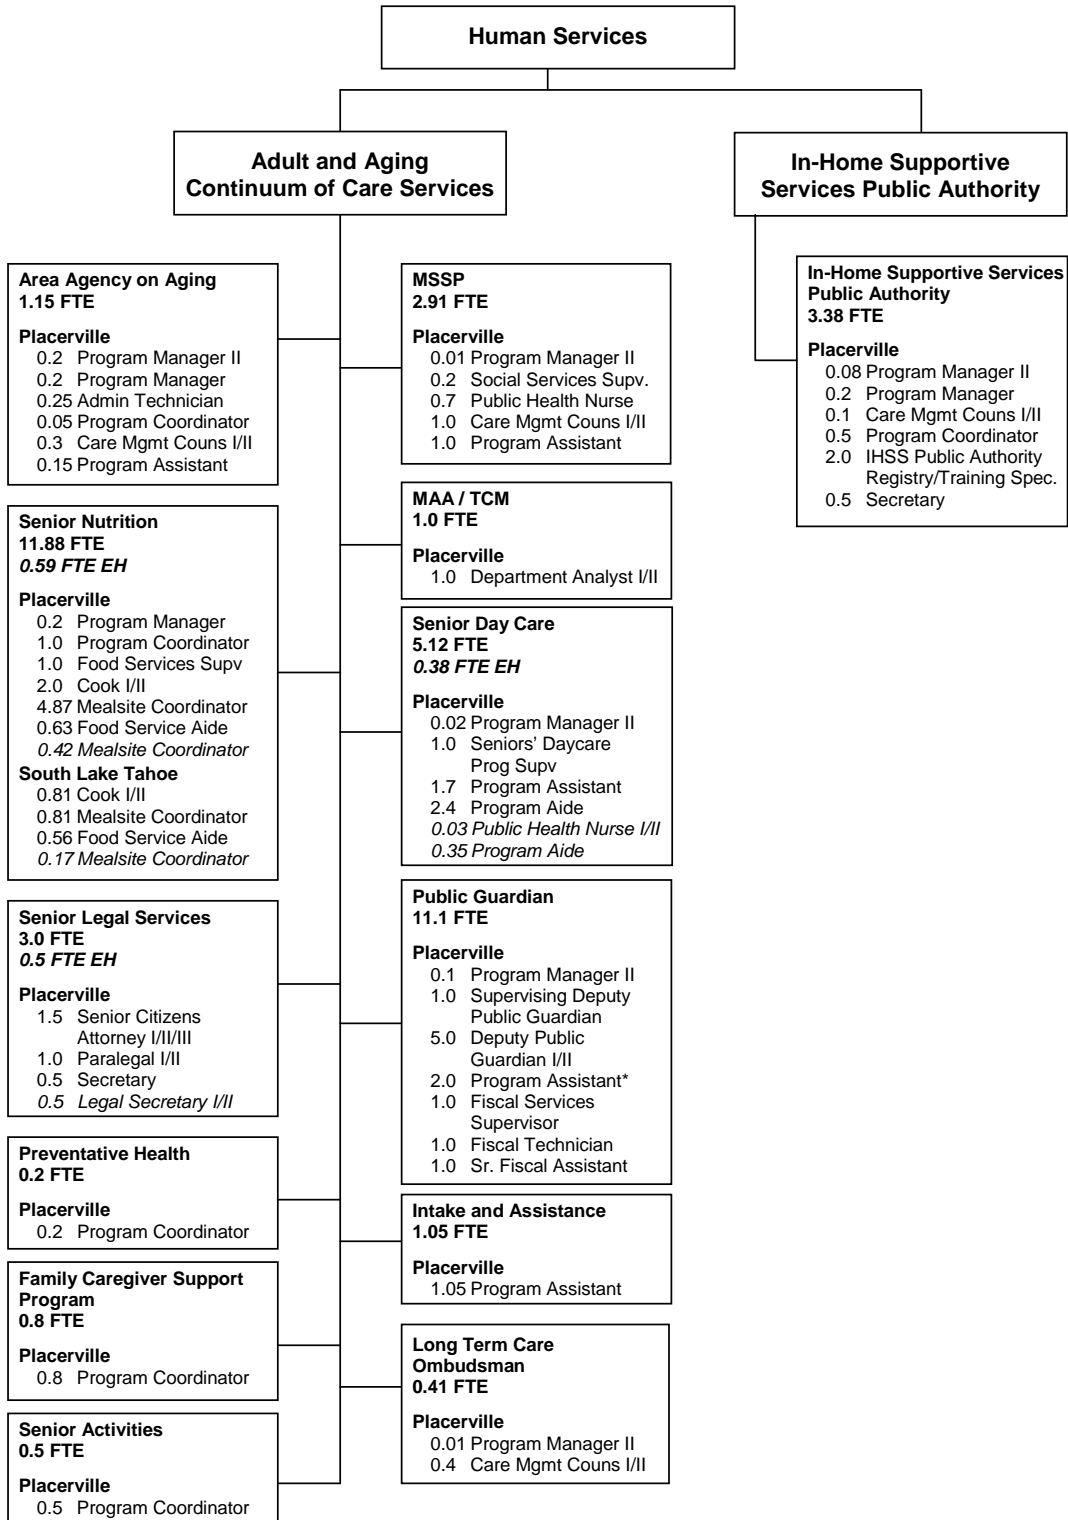 Human Services
Adult and Aging
Continuum of Care Services
In-Home Supportive
Services Public Authority
Area Agency on Aging
1.15 FTE
Placerville
0.2 Program Manager II
0.2 Program Manager
0.25 Admin Technician
0.05 Program Coordinator
0.3 Care Mgmt Couns I/II
0.15 Program Assistant
Senior Nutrition
11.88 FTE
0.59 FTE EH
Placerville
0.2 Program Manager
1.0 Program Coordinator
1.0 Food Services Supv
2.0 Cook I/II
4.87 Mealsite Coordinator
0.63 Food Service Aide
0.42 Mealsite Coordinator
South Lake Tahoe
0.81 Cook I/II
0.81 Mealsite Coordinator
0.56 Food Service Aide
0.17 Mealsite Coordinator
Senior Legal Services
3.0 FTE
0.5 FTE EH
Placerville
1.5 Senior Citizens
Attorney I/II/III
1.0 Paralegal I/II
0.5 Secretary
0.5 Legal Secretary I/II
Preventative Health
0.2 FTE
Placerville
0.2 Program Coordinator
Family Caregiver Support
Program
0.8 FTE
Placerville
0.8 Program Coordinator
Senior Activities
0.5 FTE
Placerville
0.5 Program Coordinator
MSSP
2.91 FTE
Placerville
0.01 Program Manager II
0.2 Social Services Supv.
0.7 Public Health Nurse
1.0 Care Mgmt Couns I/II
1.0 Program Assistant
MAA / TCM
1.0 FTE
Placerville
1.0 Department Analyst I/II
Senior Day Care
5.12 FTE
0.38 FTE EH
Placerville
0.02 Program Manager II
1.0 Seniors' Daycare
Prog Supv
1.7 Program Assistant
2.4 Program Aide
0.03 Public Health Nurse I/II
0.35 Program Aide
Public Guardian
11.1 FTE
Placerville
0.1 Program Manager II
1.0 Supervising Deputy
Public Guardian
5.0 Deputy Public
Guardian I/II
2.0 Program Assistant*
1.0 Fiscal Services
Supervisor
1.0 Fiscal Technician
1.0 Sr. Fiscal Assistant
Intake and Assistance
1.05 FTE
Placerville
1.05 Program Assistant
Long Term Care
Ombudsman
0.41 FTE
Placerville
0.01 Program Manager II
0.4 Care Mgmt Couns I/II
In-Home Supportive Services
Public Authority
3.38 FTE
Placerville
0.08 Program Manager II
0.2 Program Manager
0.1 Care Mgmt Couns I/II
0.5 Program Coordinator
2.0 IHSS Public Authority
Registry/Training Spec.
0.5 Secretary